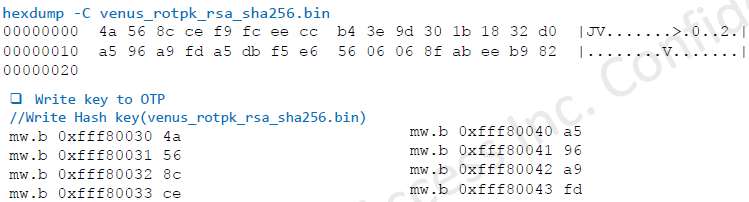 hexdump -C venus_rotpk_rsa_sha256.bin
00000000  4a 56 8c ce f9 fc ee cc  b4 3e 9d 30 1b 18 32 d0  |JV.......>.0..2.|
00000010  a5 96 a9 fd a5 db f5 e6  56 06 06 8f ab ee b9 82  |........V.......|
00000020
❑ Write key to OTP
//Write Hash key(venus_rotpk_rsa_sha256.bin)
mw.b 0xfff80030 4a
mw.b 0xfff80031 56
mw.b 0xfff80032 8c
mw.b 0xfff80033 ce
mw.b 0xfff80040 a5
mw.b 0xfff80041 96
mw.b 0xfff80042 a9
mw.b 0xfff80043 fd
ccess Inc. Confide